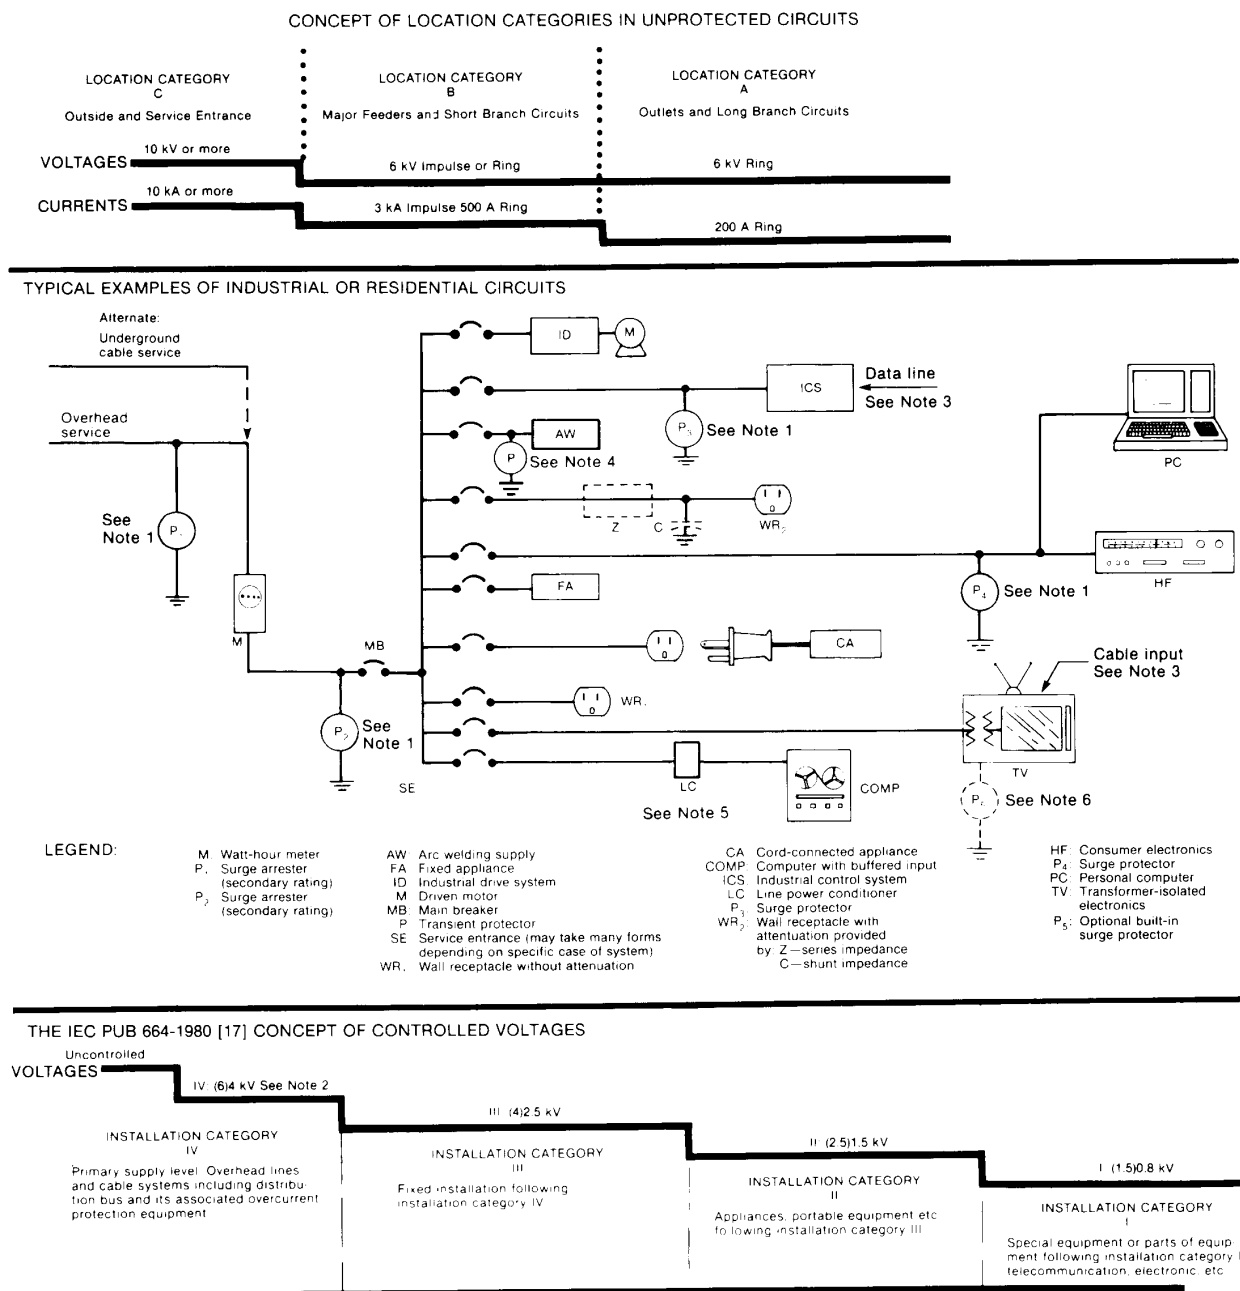 CONCEPT OF LOCATION CATEGORIES IN UNPROTECTED CIRCUITS
LOCATION CATEGORY
C
Outside and Service Entrance
LOCATION CATEGORY
B
Major Feeders and Short Branch Circuits
LOCATION CATEGORY
A
Outlets and Long Branch Circuits
VOLTAGES
10 kV or more
6 kV Impulse or Ring
6 kV Ring
CURRENTS
10 kA or more
3 kA Impulse 500 A Ring
200 A Ring
TYPICAL EXAMPLES OF INDUSTRIAL OR RESIDENTIAL CIRCUITS
Alternate:
Underground
cable service
Overhead
service
See
Note 1
P
M
MB
P2
See
Note 1
SE
ID
M
ICS
Data line
See Note 3
P3
See Note 1
AW
P
See Note 4
Z
C
WR2
PC
HF
P4
See Note 1
FA
CA
WR
Cable input
See Note 3
TV
P
See Note 6
LC
See Note 5
COMP
LEGEND:
M: Watt-hour meter
P Surge arrester
(secondary rating)
P2 Surge arrester
(secondary rating)
AW: Arc welding supply
FA Fixed appliance
ID Industrial drive system
M Driven motor
MB: Main breaker
P Transient protector
SE Service entrance (may take many forms
depending on specific case of system)
WR Wall receptacle without attenuation
CA Cord-connected appliance
COMP: Computer with buffered input
ICS: Industrial control system
LC Line power conditioner
P3 Surge protector
WR2: Wall receptacle with
attentuation provided
by: Z—series impedance
C—shunt impedance
HF: Consumer electronics
P4: Surge protector
PC: Personal computer
TV: Transformer-isolated
electronics
P5: Optional built-in
surge protector
THE IEC PUB 664-1980 [17] CONCEPT OF CONTROLLED VOLTAGES
Uncontrolled
VOLTAGES
IV: (6)4 kV See Note 2
III (4)2.5 kV
II (2.5)1.5 kV
I (1.5)0.8 kV
INSTALLATION CATEGORY
IV
Primary supply level Overhead lines
and cable systems including distribu-
tion bus and its associated overcurrent
protection equipment
INSTALLATION CATEGORY
III
Fixed installation following
installation category IV
INSTALLATION CATEGORY
II
Appliances, portable equipment etc
fo lowing installation category III
INSTALLATION CATEGORY
I
Special equipment or parts of equip-
ment following installation category
telecommunication, electronic, etc